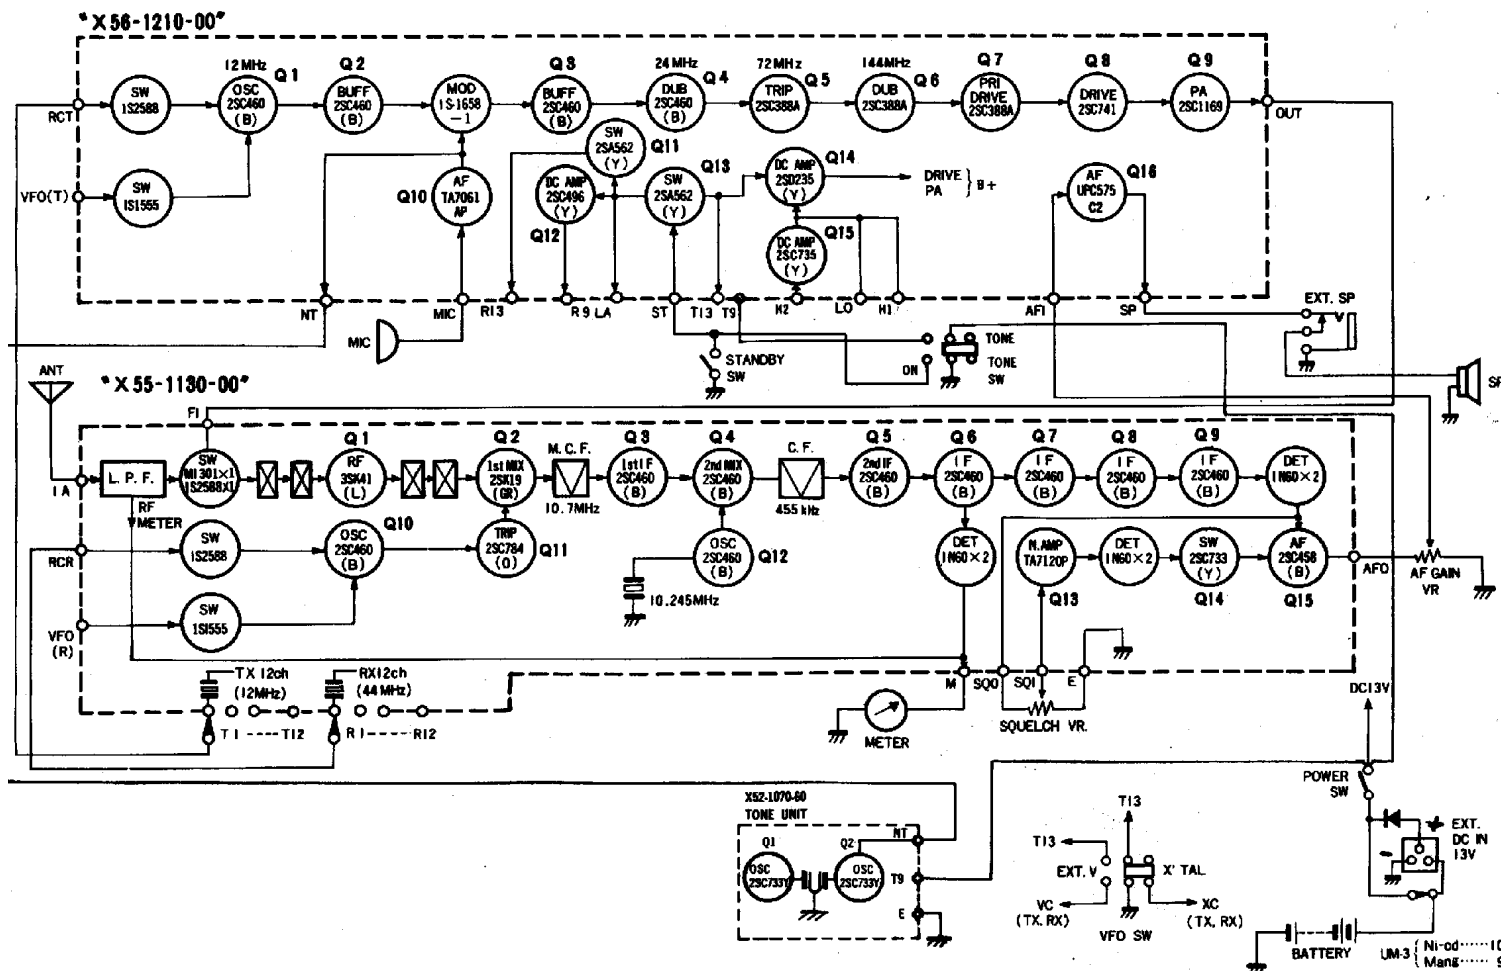 "X56-1210-00"
12MHz Q1
Q2
Q3
24MHz Q4
72MHz Q5
144MHz Q6
Q7
Q8
Q9
SW
1S2588
OSC
2SC460
(B)
BUFF
2SC460
(B)
MOD
1S-1658
-1
BUFF
2SC460
(B)
DUB
2SC460
(B)
TRIP
2SC388A
DUB
2SC388A
PRI
DRIVE
2SC388A
DRIVE
2SC741
PA
2SC1169
RCT
OUT
VFO(T)
SW
1S1555
Q10
AF
TA7061
AP
SW
2SA562
(Y)
Q11
DC AMP
2SC496
(Y)
Q12
SW
2SA562
(Y)
Q13
DC AMP
2SD235
(Y)
Q14
DRIVE
PA
B+
DC AMP
2SC735
(Y)
Q15
AF
UPC575
C2
Q16
NT
MIC
R13
R9
LA
ST
T13
T9
H2
LO
H1
AFI
SP
EXT. SP
MIC
STANDBY
SW
ON
TONE
TONE
SW
SP
ANT
"X55-1130-00"
FI
IA
L. P. F.
RF
METER
SW
MI301×1
1S2588X1
Q1
RF
3SK41
(L)
Q2
1st MIX
2SK19
(GR)
M. C. F.
10.7MHz
Q3
1st IF
2SC460
(B)
Q4
2nd MIX
2SC460
(B)
C. F.
455 kHz
Q5
2nd IF
2SC460
(B)
Q6
IF
2SC460
(B)
Q7
IF
2SC460
(B)
Q8
IF
2SC460
(B)
Q9
IF
2SC460
(B)
DET
1N60×2
RCR
SW
1S2588
OSC
2SC460
(B)
Q10
TRIP
2SC784
(O)
Q11
OSC
2SC460
(B)
Q12
10.245MHz
DET
1N60×2
N.AMP
TA7120P
Q13
DET
1N60×2
SW
2SC733
(Y)
Q14
AF
2SC458
(B)
Q15
AFO
AF GAIN
VR
VFO
(R)
SW
1S1555
TX 12ch
(12MHz)
RX12ch
(44MHz)
T1 ---- T12
R1 ----- R12
M
SQO
SQI
E
METER
SQUELCH VR.
DC13V
POWER
SW
X52-1070-60
TONE UNIT
Q1
OSC
2SC733Y
Q2
OSC
2SC733Y
NT
T9
E
T13
T13
EXT. V
X'TAL
VC
(TX. RX)
XC
(TX, RX)
VFO SW
EXT.
DC IN
13V
+
-
BATTERY
UM-3
Ni-cd ······10
Mang ······ 9